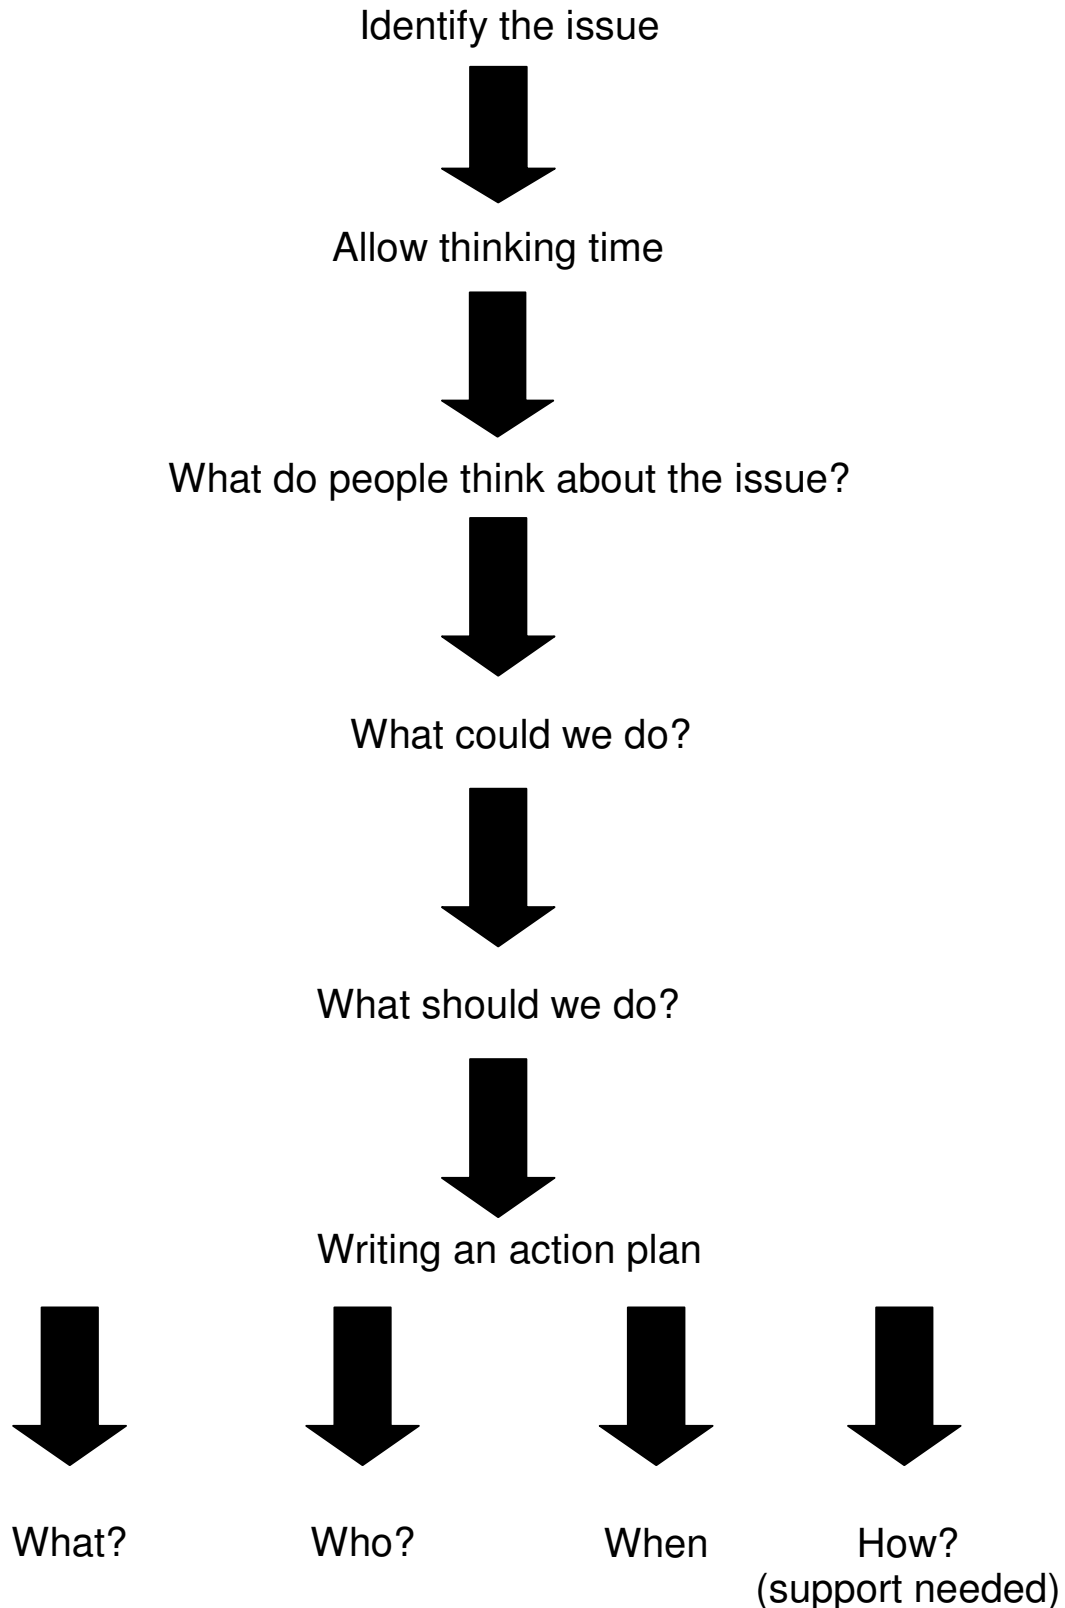 Identify the issue
Allow thinking time
What do people think about the issue?
What could we do?
What should we do?
Writing an action plan
What?
Who?
When
How?
(support needed)